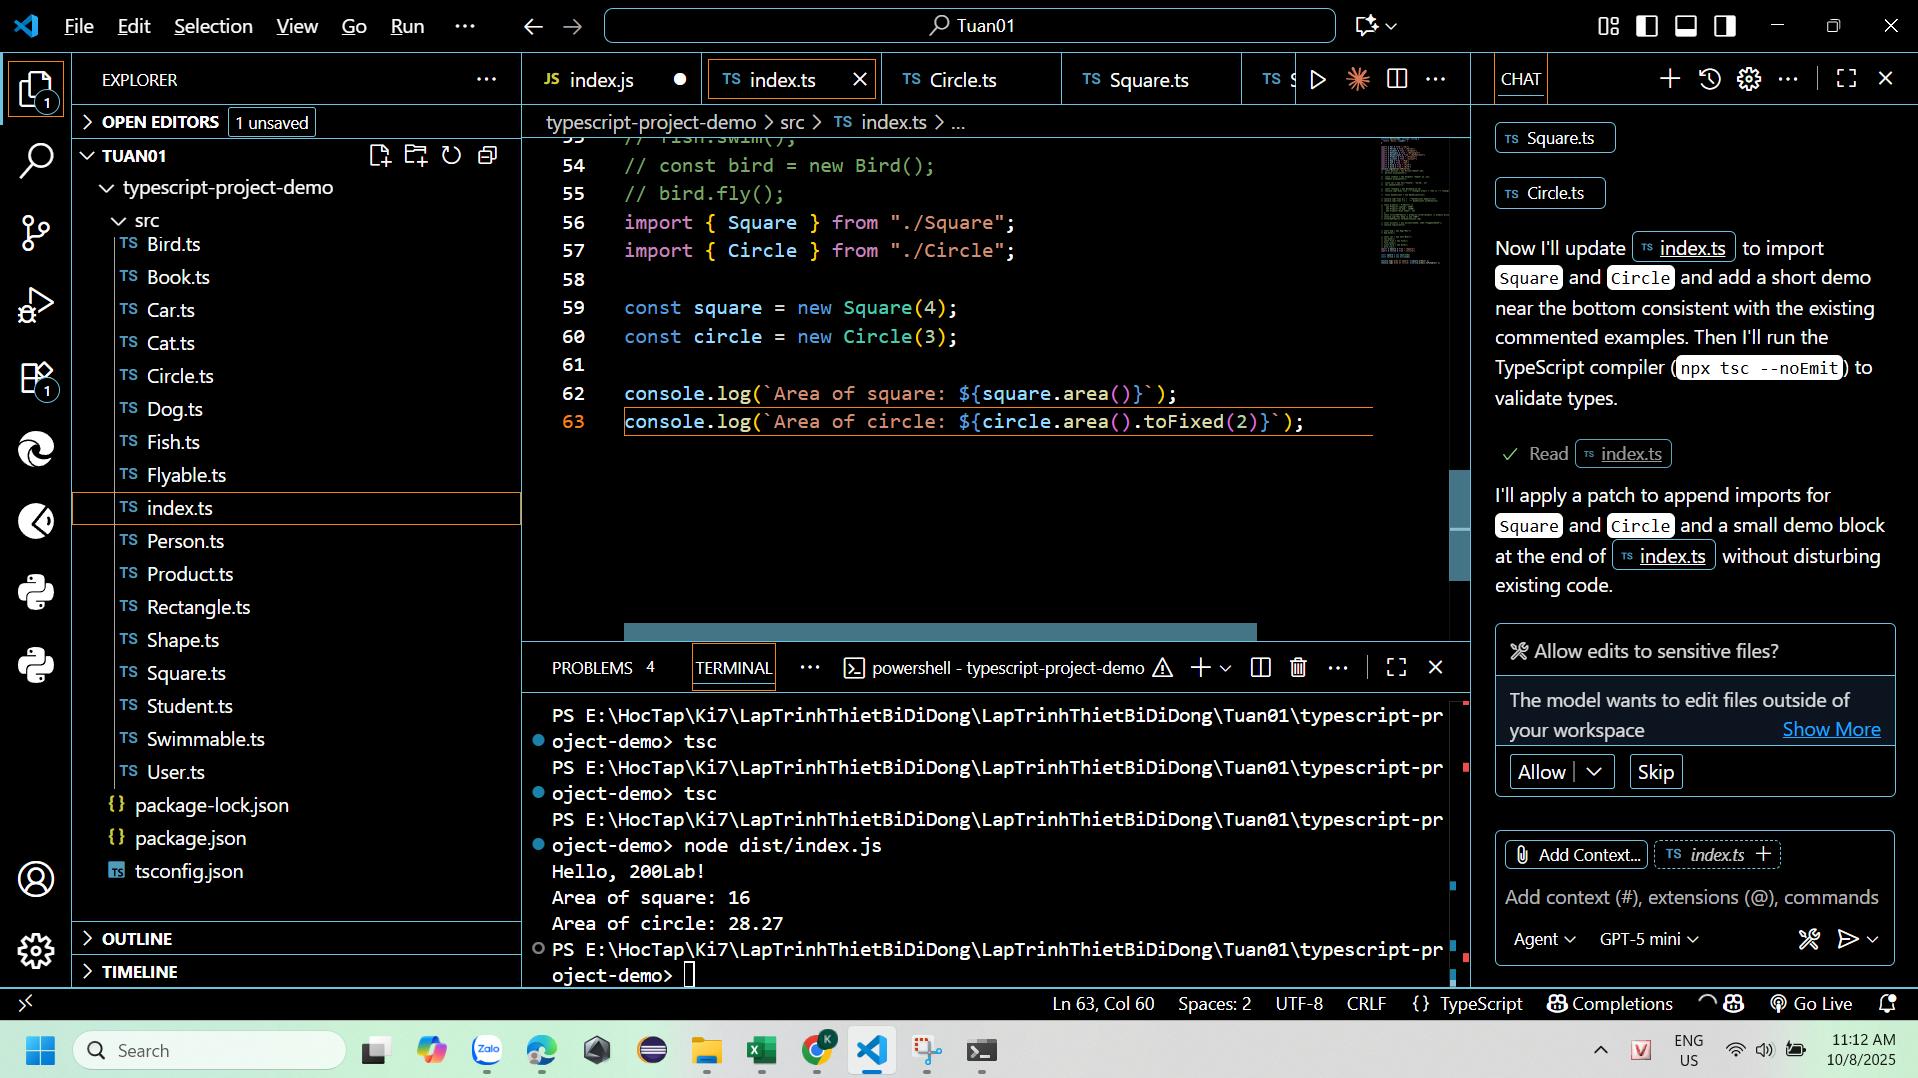 File Edit Selection View Go Run ··· Tuan01
EXPLORER
OPEN EDITORS 1 unsaved
TUAN01
typescript-project-demo
src
TS Bird.ts
TS Book.ts
TS Car.ts
TS Cat.ts
TS Circle.ts
TS Dog.ts
TS Fish.ts
TS Flyable.ts
TS index.ts
TS Person.ts
TS Product.ts
TS Rectangle.ts
TS Shape.ts
TS Square.ts
TS Student.ts
TS Swimmable.ts
TS User.ts
{} package-lock.json
{} package.json
TS tsconfig.json
OUTLINE
TIMELINE
1
1
JS index.js TS index.ts TS Circle.ts TS Square.ts TS
typescript-project-demo > src > TS index.ts > ...
53 // fish.swim();
54 // const bird = new Bird();
55 // bird.fly();
56 import { Square } from "./Square";
57 import { Circle } from "./Circle";
58
59 const square = new Square(4);
60 const circle = new Circle(3);
61
62 console.log(`Area of square: ${square.area()}`);
63 console.log(`Area of circle: ${circle.area().toFixed(2)}`);
PROBLEMS 4 TERMINAL ··· powershell - typescript-project-demo
PS E:\HocTap\Ki7\LapTrinhThietBiDiDong\LapTrinhThietBiDiDong\Tuan01\typescript-pr
oject-demo> tsc
PS E:\HocTap\Ki7\LapTrinhThietBiDiDong\LapTrinhThietBiDiDong\Tuan01\typescript-pr
oject-demo> tsc
PS E:\HocTap\Ki7\LapTrinhThietBiDiDong\LapTrinhThietBiDiDong\Tuan01\typescript-pr
oject-demo> node dist/index.js
Hello, 200Lab!
Area of square: 16
Area of circle: 28.27
PS E:\HocTap\Ki7\LapTrinhThietBiDiDong\LapTrinhThietBiDiDong\Tuan01\typescript-pr
oject-demo>
CHAT
TS Square.ts
TS Circle.ts
Now I'll update TS index.ts to import
Square and Circle and add a short demo
near the bottom consistent with the existing
commented examples. Then I'll run the
TypeScript compiler (npx tsc --noEmit) to
validate types.
Read TS index.ts
I'll apply a patch to append imports for
Square and Circle and a small demo block
at the end of TS index.ts without disturbing
existing code.
Allow edits to sensitive files?
The model wants to edit files outside of
your workspace Show More
Allow Skip
Add Context... TS index.ts +
Add context (#), extensions (@), commands
Agent GPT-5 mini
Ln 63, Col 60 Spaces: 2 UTF-8 CRLF {} TypeScript Completions Go Live
Search Zalo K V ENG
US
11:12 AM
10/8/2025